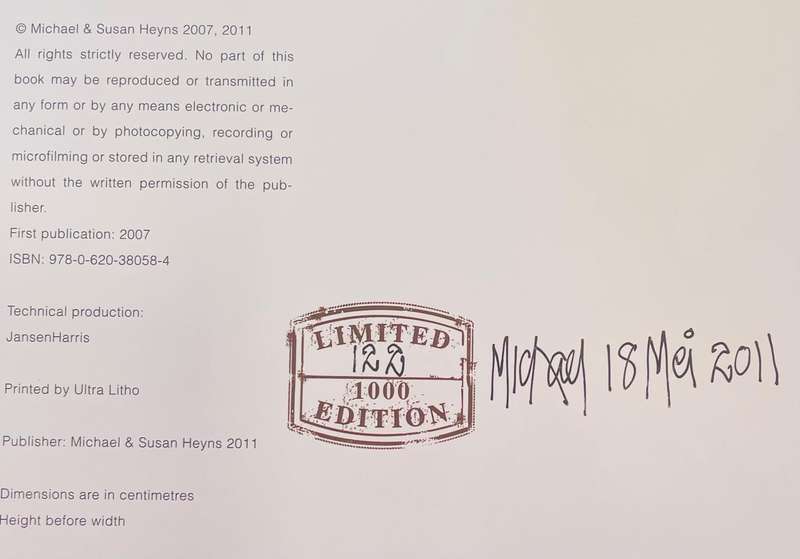 © Michael & Susan Heyns 2007, 2011
All rights strictly reserved. No part of this
book may be reproduced or transmitted in
any form or by any means electronic or me-
chanical or by photocopying, recording or
microfilming or stored in any retrieval system
without the written permission of the pub-
lisher.
First publication: 2007
ISBN: 978-0-620-38058-4
Technical production:
JansenHarris
Printed by Ultra Litho
Publisher: Michael & Susan Heyns 2011
Dimensions are in centimetres
Height before width
LIMITED
122
1000
EDITION
18 Mei 2011